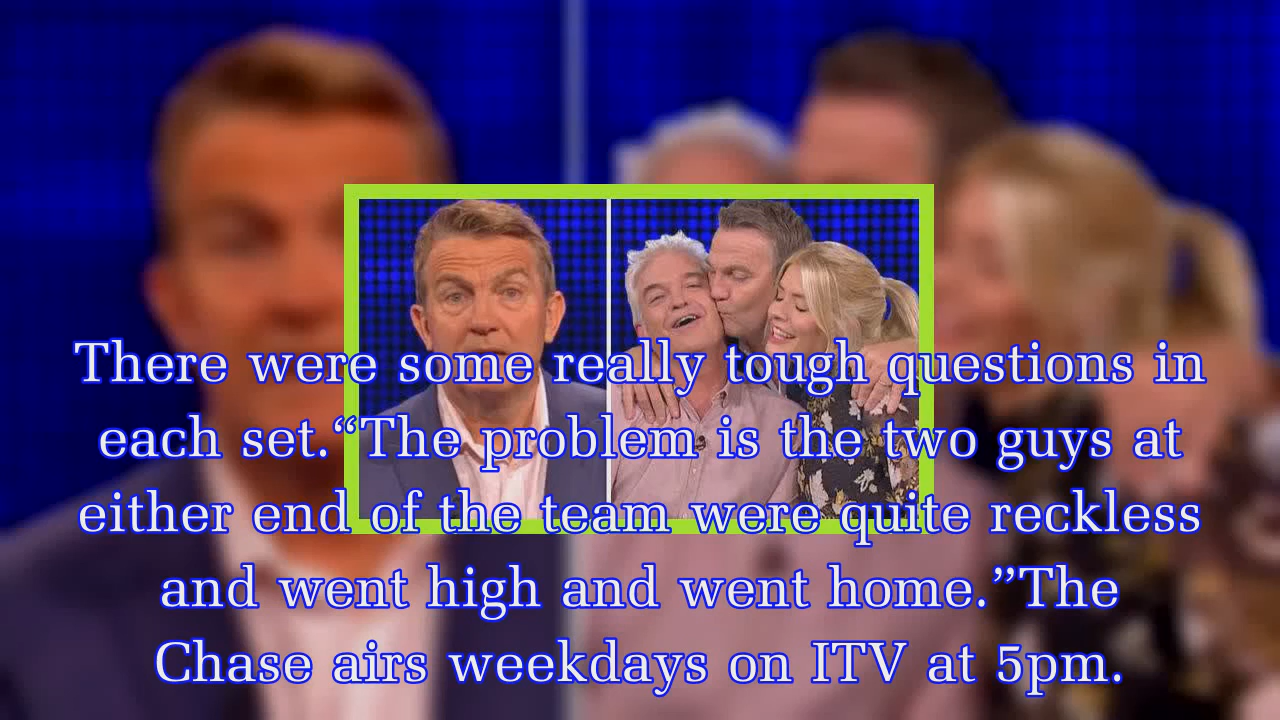 There were some really tough questions in
each set.“The problem is the two guys at
either end of the team were quite reckless
and went high and went home.”The
Chase airs weekdays on ITV at 5pm.